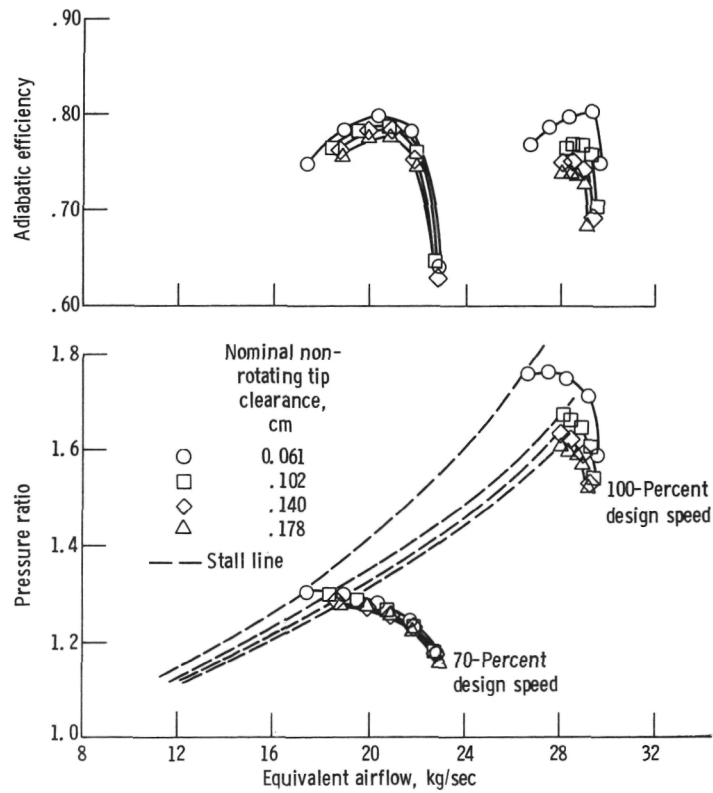 .90
.80
.70
.60
Adiabatic efficiency
1.8
1.6
1.4
1.2
1.0
Pressure ratio
Nominal non-
rotating tip
clearance,
cm
0.061
.102
.140
.178
Stall line
100-Percent
design speed
70-Percent
design speed
8 12 16 20 24 28 32
Equivalent airflow, kg/sec